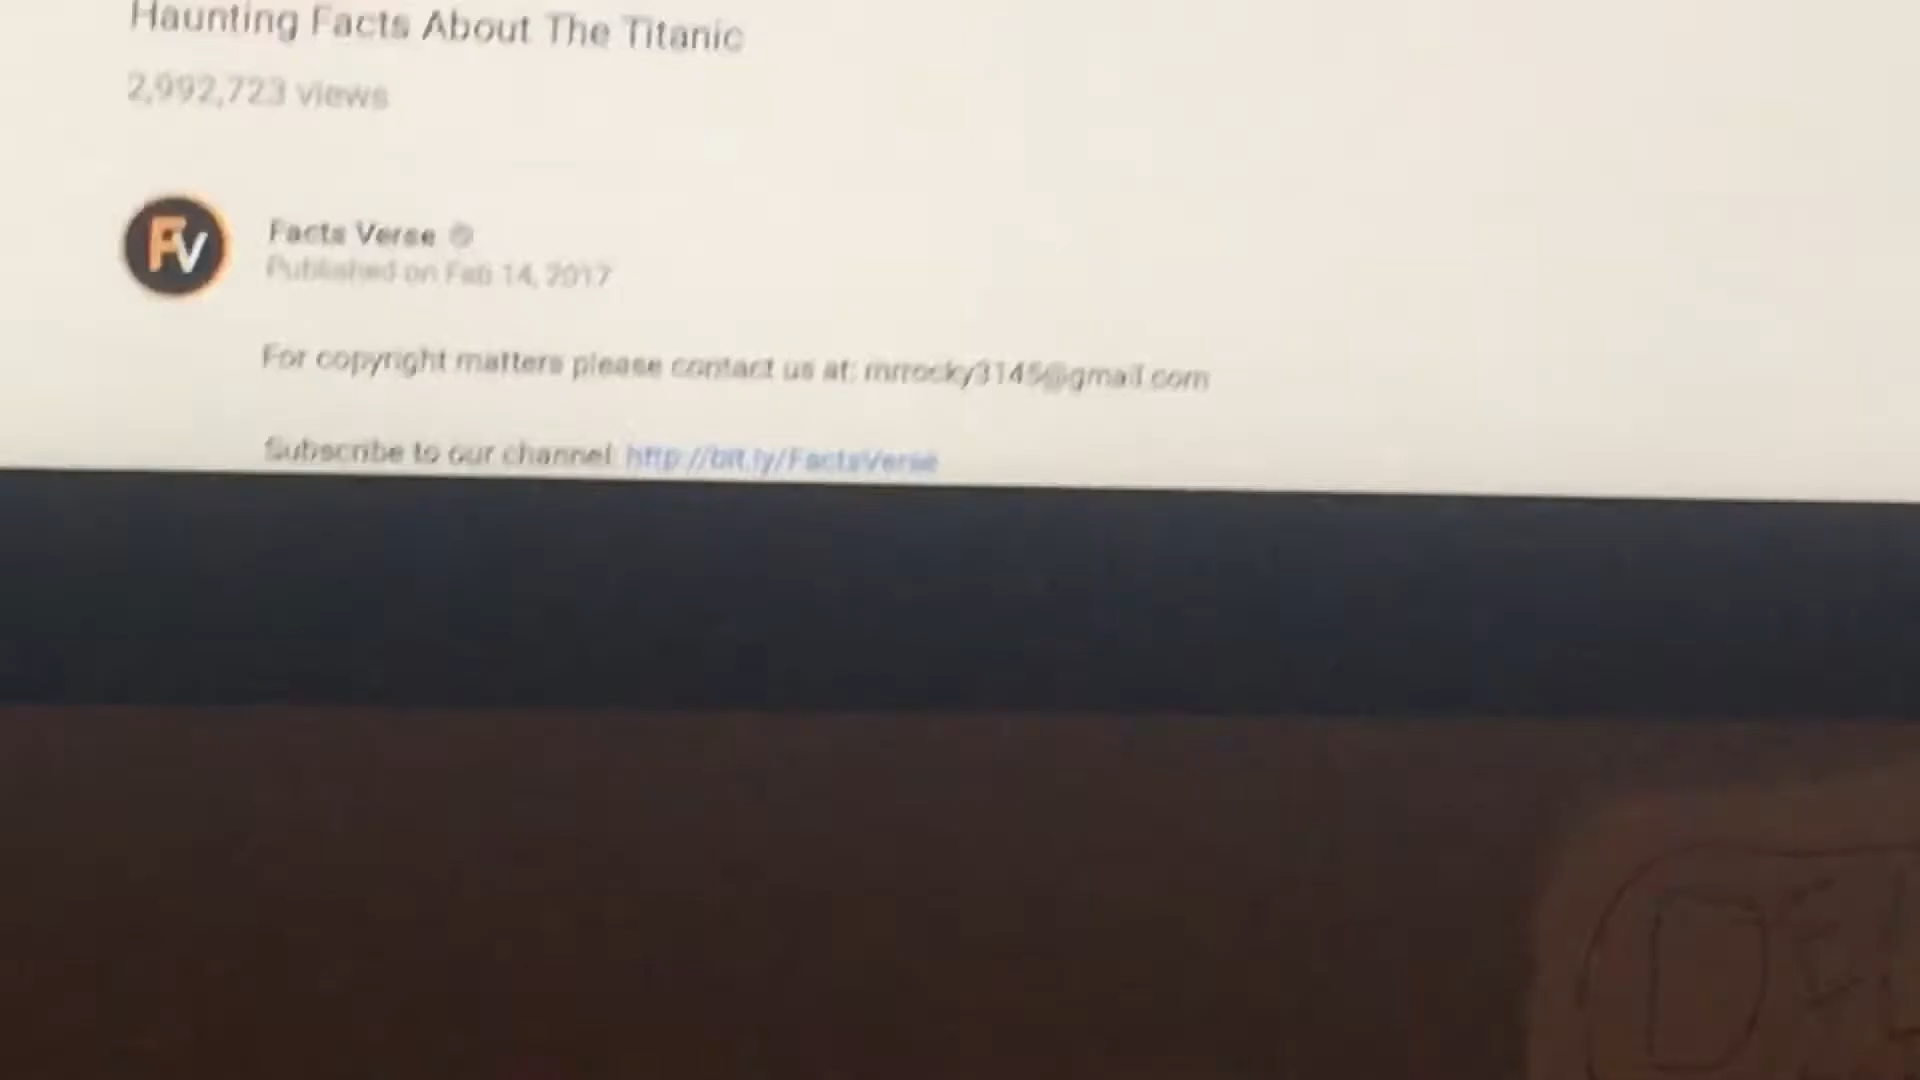 Haunting Facts About The Titanic
2,992,723 views
FV
Facts Verse
Published on Feb 14, 2017
For copyright matters please contact us at: mrrocky3145@gmail.com
Subscribe to our channel: http://bit.ly/FactsVerse